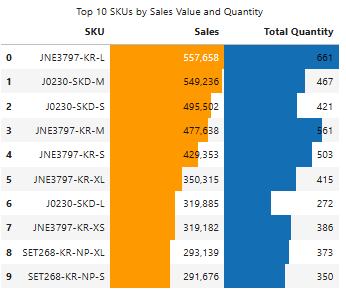 Top 10 SKUs by Sales Value and Quantity
SKU Sales Total Quantity
0 JNE3797-KR-L 557,658 661
1 J0230-SKD-M 549,236 467
2 J0230-SKD-S 495,502 421
3 JNE3797-KR-M 477,638 561
4 JNE3797-KR-S 429,353 503
5 JNE3797-KR-XL 350,315 415
6 J0230-SKD-L 319,885 272
7 JNE3797-KR-XS 319,182 386
8 SET268-KR-NP-XL 293,139 373
9 SET268-KR-NP-S 291,676 350